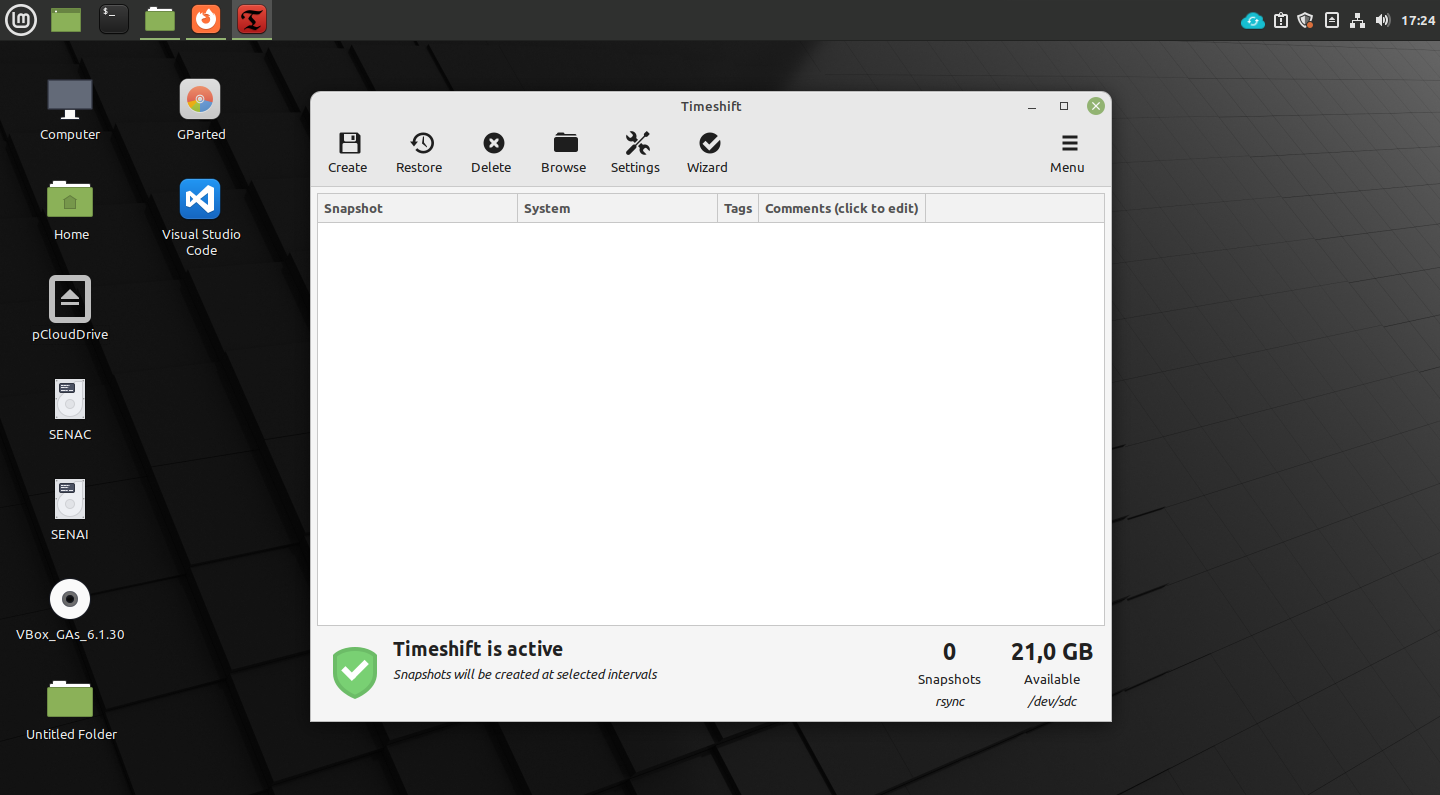 $_
17:24
Computer
GParted
Home
Visual Studio
Code
pCloudDrive
SENAC
SENAI
VBox_GAs_6.1.30
Untitled Folder
Timeshift
Create
Restore
Delete
Browse
Settings
Wizard
Menu
Snapshot
System
Tags
Comments (click to edit)
Timeshift is active
Snapshots will be created at selected intervals
0
Snapshots
rsync
21,0 GB
Available
/dev/sdc